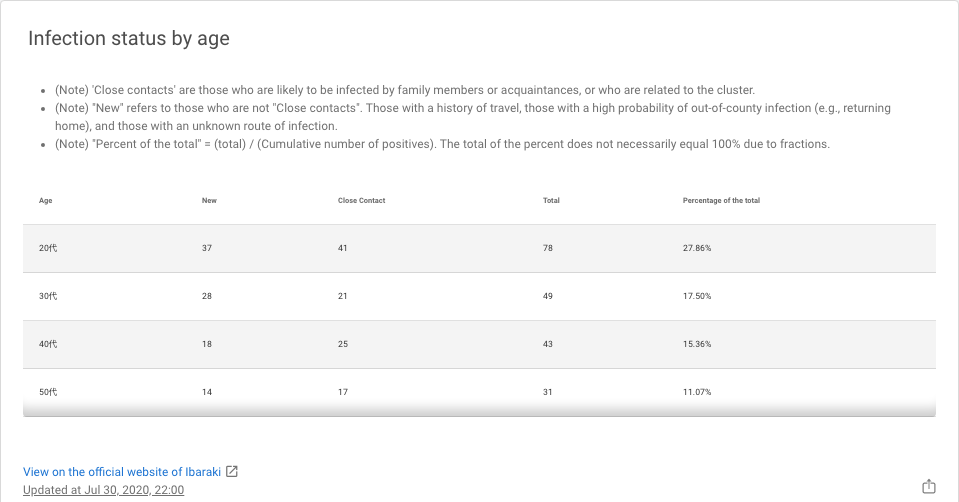 Infection status by age
(Note) 'Close contacts' are those who are likely to be infected by family members or acquaintances, or who are related to the cluster.
(Note) "New" refers to those who are not "Close contacts". Those with a history of travel, those with a high probability of out-of-county infection (e.g., returning
home), and those with an unknown route of infection.
(Note) "Percent of the total" = (total) / (Cumulative number of positives). The total of the percent does not necessarily equal 100% due to fractions.
Age New Close Contact Total Percentage of the total
20代 37 41 78 27.86%
30代 28 21 49 17.50%
40代 18 25 43 15.36%
50代 14 17 31 11.07%
View on the official website of Ibaraki
Updated at Jul 30, 2020, 22:00